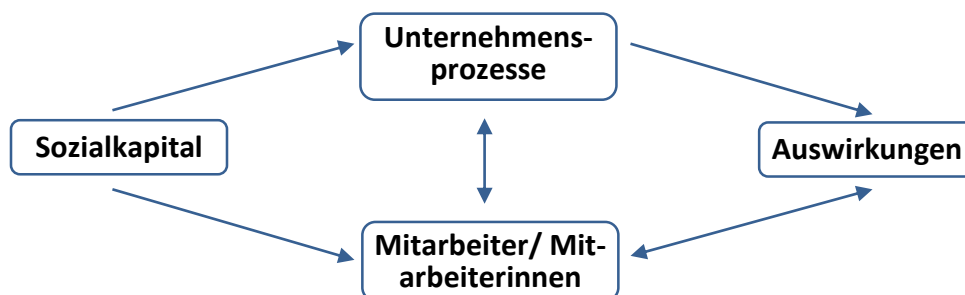 Unternehmens-
prozesse
Sozialkapital
Auswirkungen
Mitarbeiter/ Mit-
arbeiterinnen